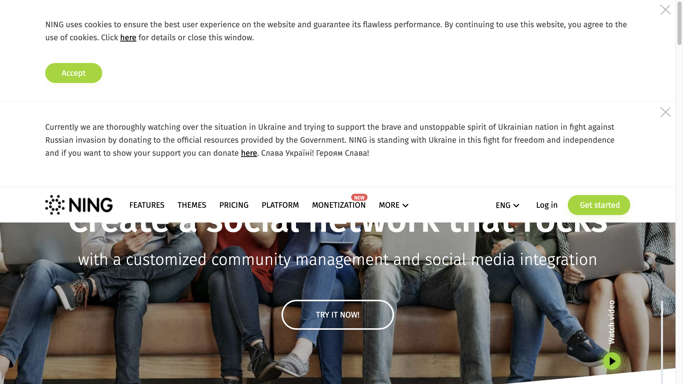 NING uses cookies to ensure the best user experience on the website and guarantee its flawless performance. By continuing to use this website, you agree to the
use of cookies. Click here for details or close this window.
Accept
Currently we are thoroughly watching over the situation in Ukraine and trying to support the brave and unstoppable spirit of Ukrainian nation in fight against
Russian invasion by donating to the official resources provided by the Government. NING is standing with Ukraine in this fight for freedom and independence
and if you want to show your support you can donate here. Слава Україні! Героям Слава!
NING FEATURES THEMES PRICING PLATFORM MONETIZATION NEW MORE ENG Log in Get started
Create a social network that rocks
with a customized community management and social media integration
TRY IT NOW!
Watch video